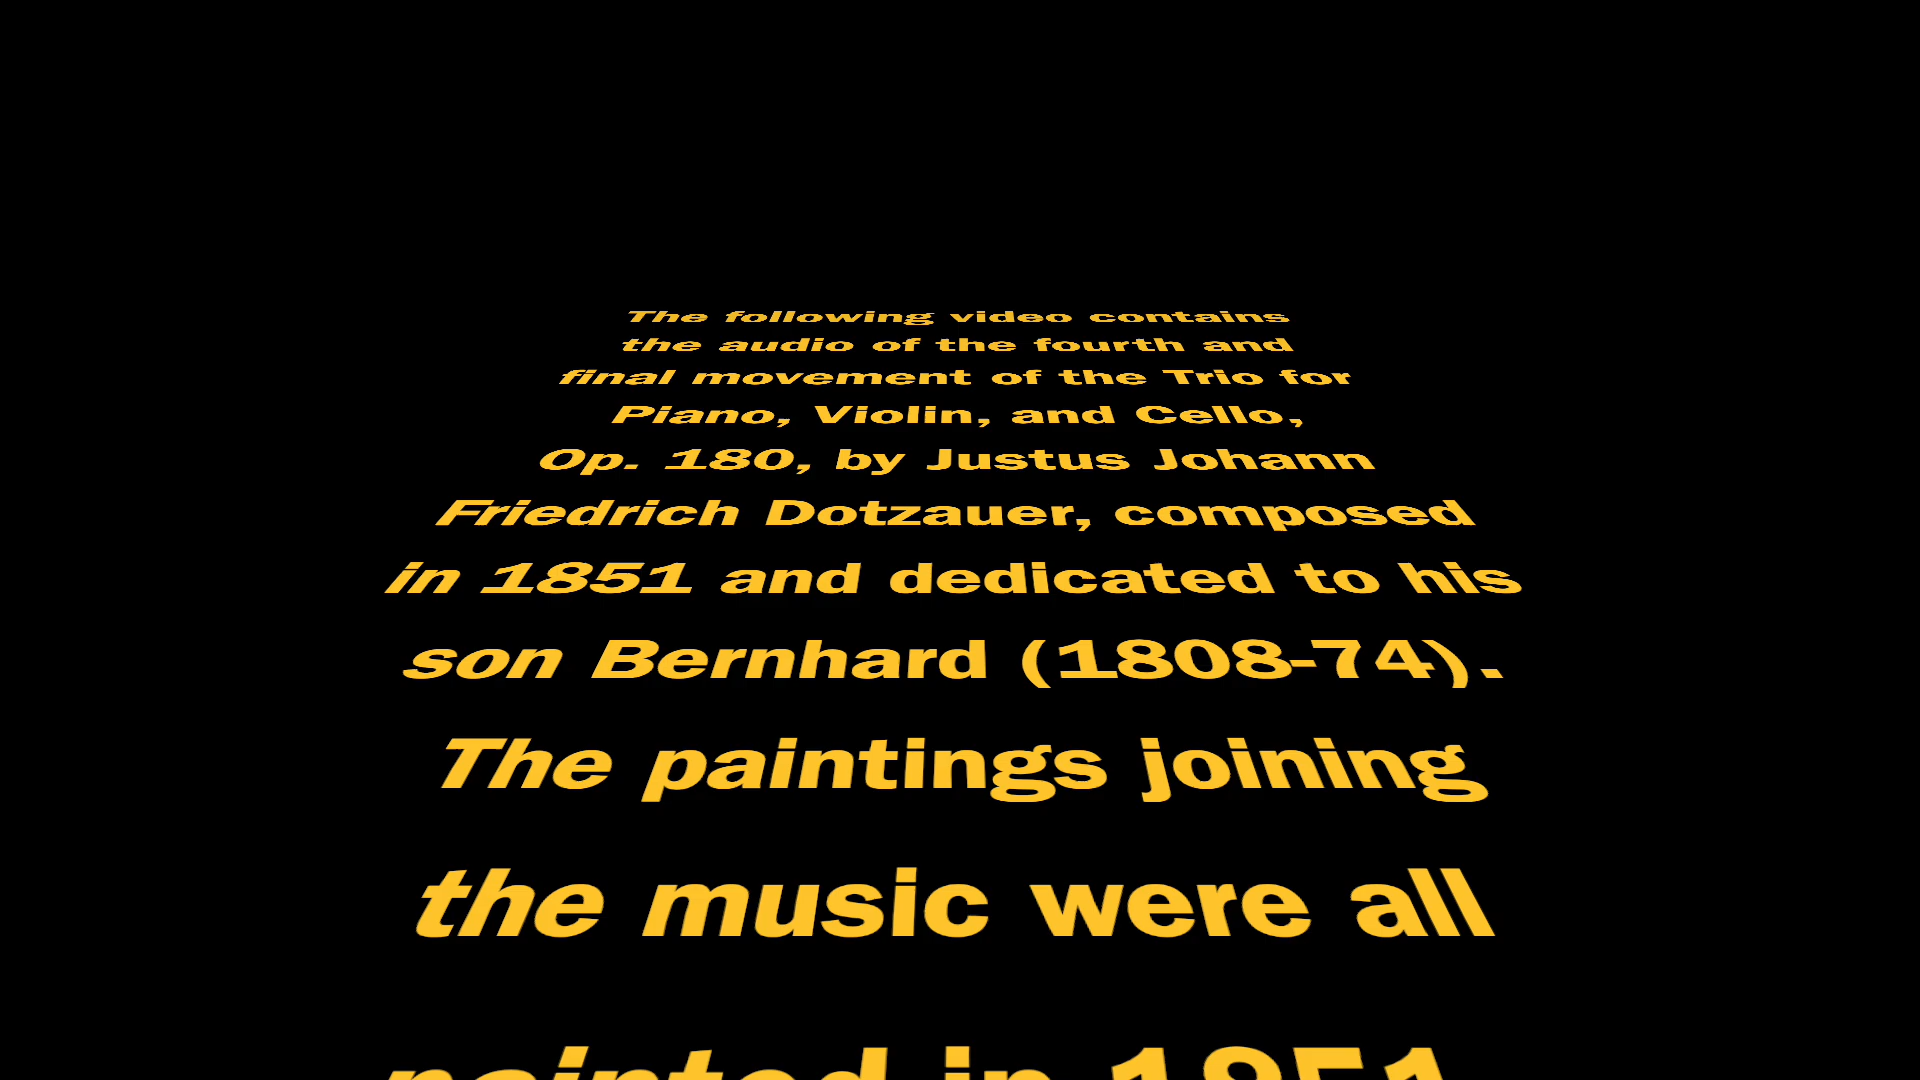 The following video contains
the audio of the fourth and
final movement of the Trio for
Piano, Violin, and Cello,
Op. 180, by Justus Johann
Friedrich Dotzauer, composed
in 1851 and dedicated to his
son Bernhard (1808-74).
The paintings joining
the music were all
painted in 1851